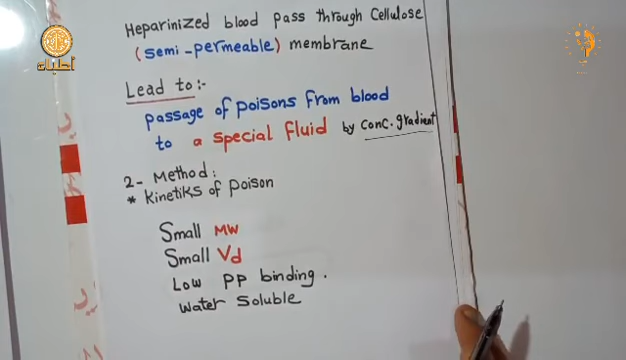 أطباء
Heparinized blood pass through Cellulose
(semi-permeable) membrane
Lead to:-
passage of poisons from blood
to a special fluid by conc. gradient
2- Method:
* Kinetiks of poison
Small MW
Small Vd
Low PP binding.
Water Soluble